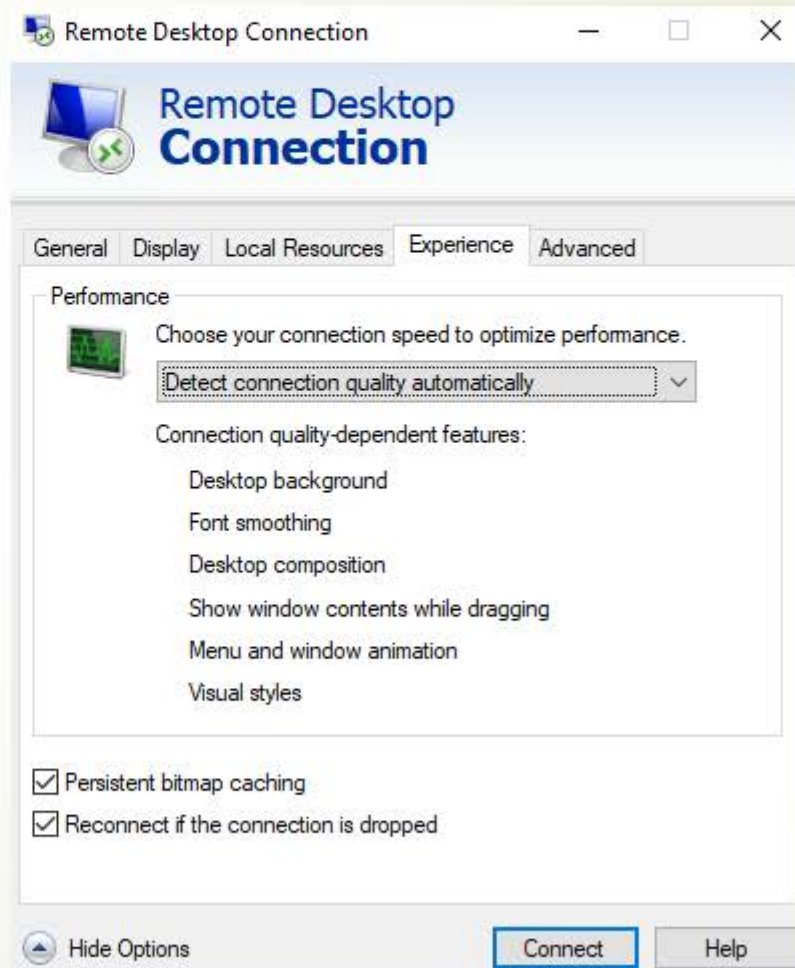 Remote Desktop Connection
Remote Desktop
Connection
General Display Local Resources Experience Advanced
Performance
Choose your connection speed to optimize performance.
Detect connection quality automatically
Connection quality-dependent features:
Desktop background
Font smoothing
Desktop composition
Show window contents while dragging
Menu and window animation
Visual styles
Persistent bitmap caching
Reconnect if the connection is dropped
Hide Options Connect Help